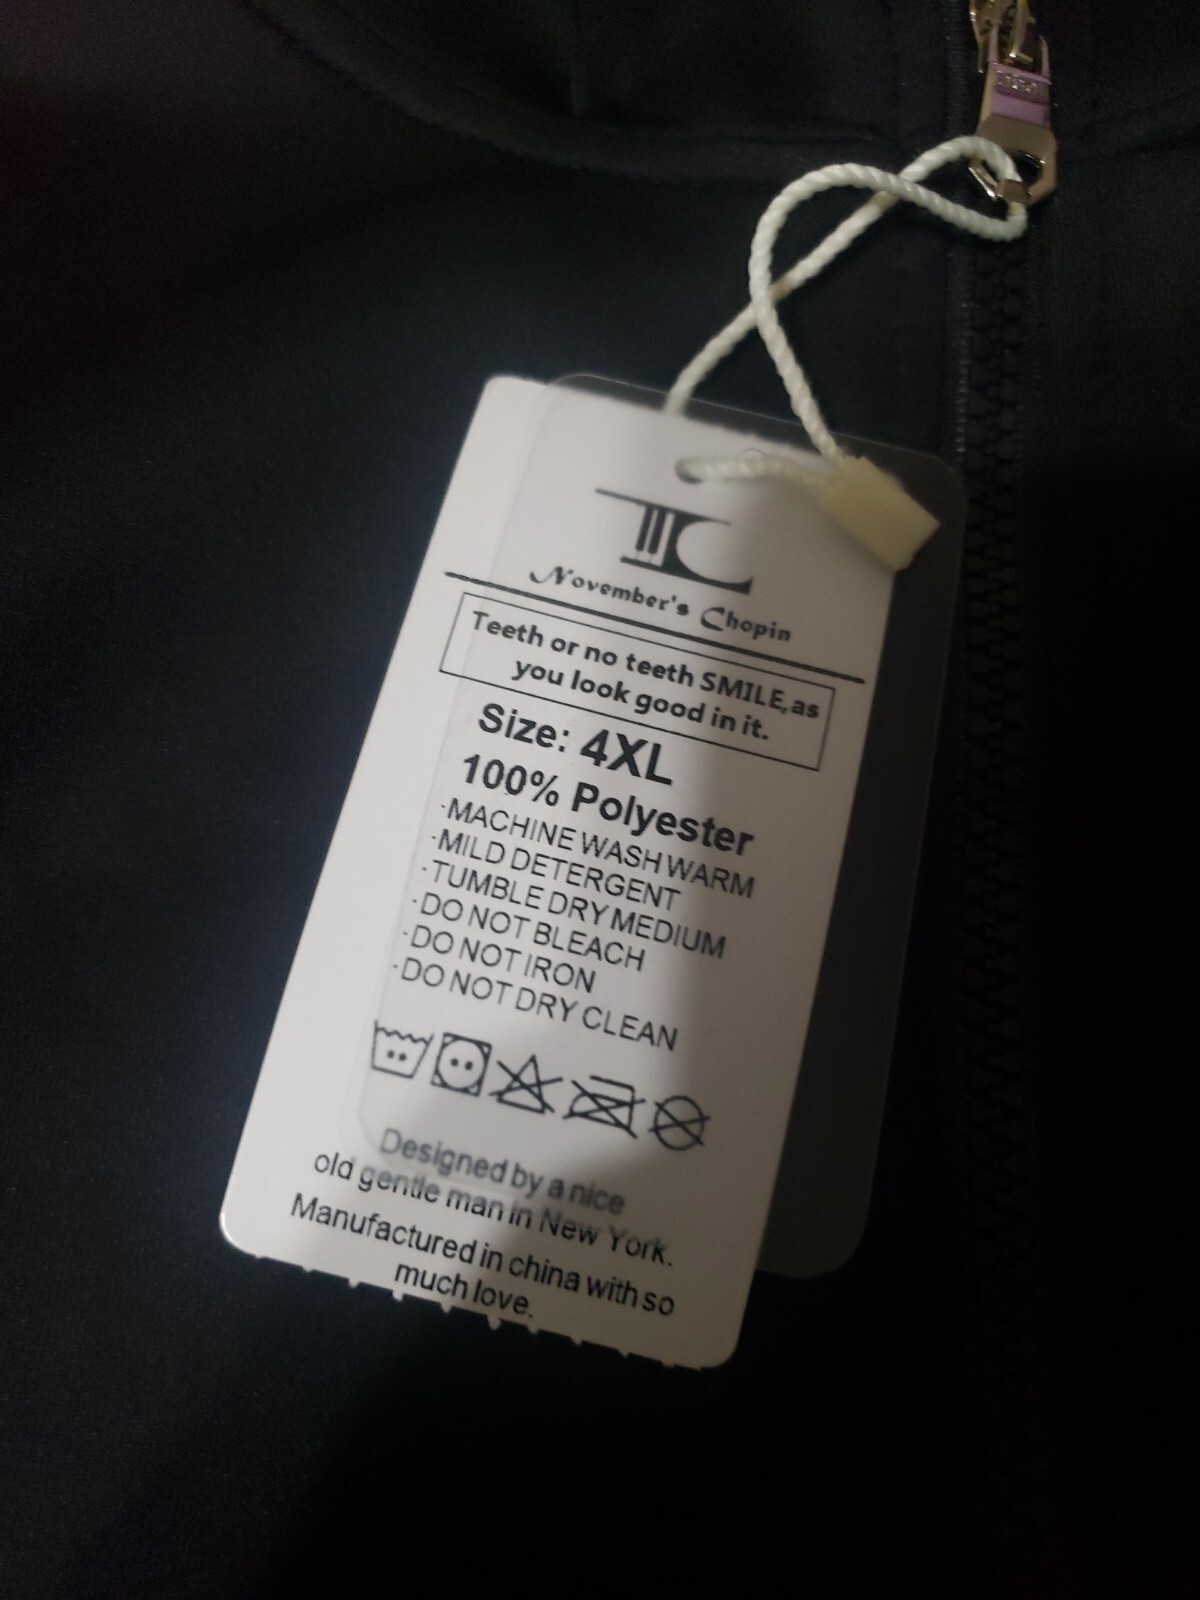 November's Chopin
Teeth or no teeth SMILE, as
you look good in it.
Size: 4XL
100% Polyester
·MACHINE WASH WARM
·MILD DETERGENT
·TUMBLE DRY MEDIUM
·DO NOT BLEACH
·DO NOT IRON
·DO NOT DRY CLEAN
Designed by a nice
old gentle man in New York.
Manufactured in china with so
much love.